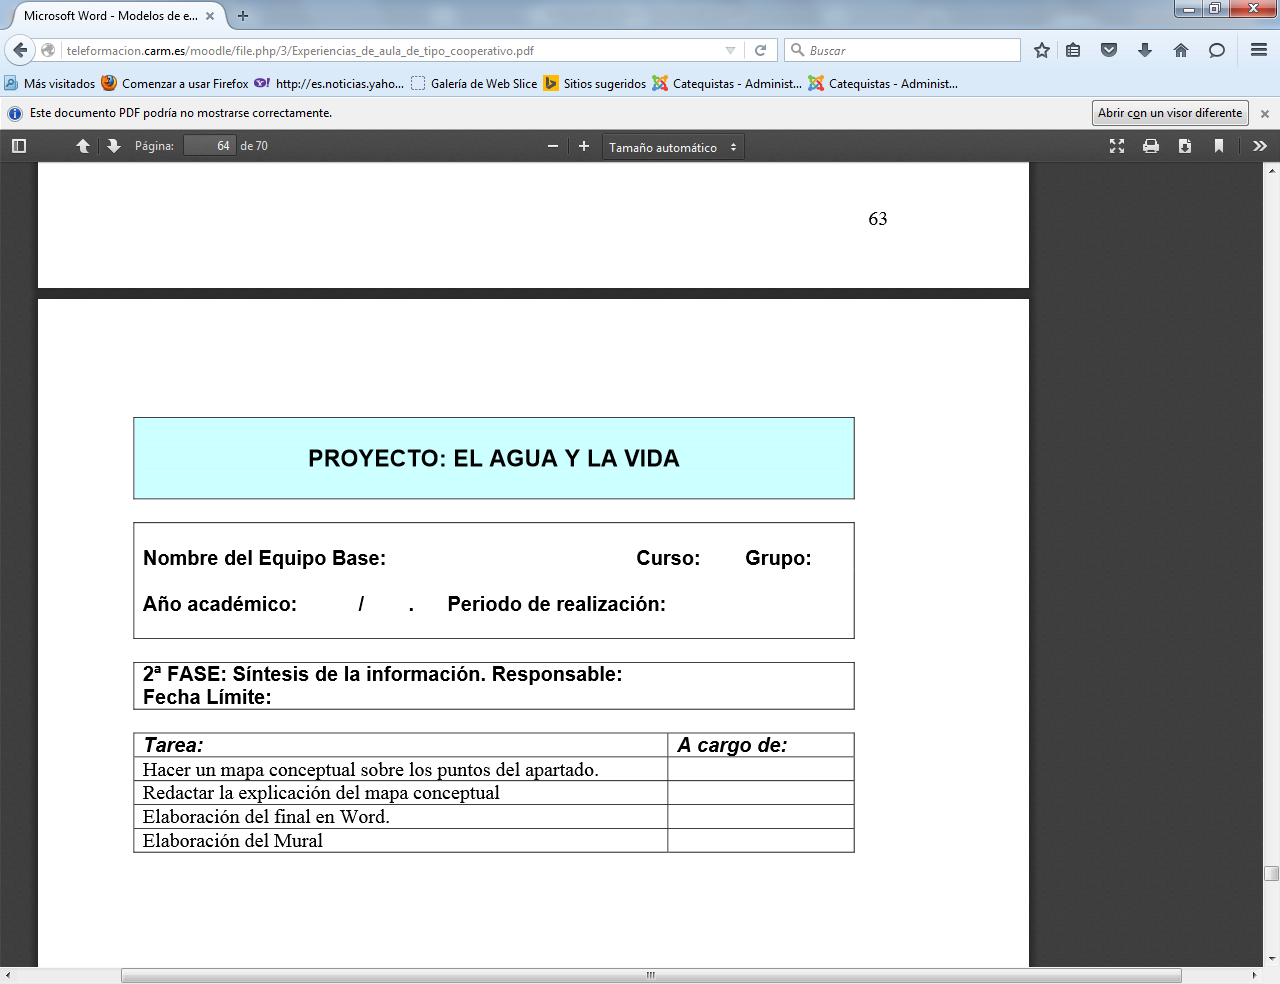 Microsoft Word - Modelos de e...
teleformacion.carm.es/moodle/file.php/3/Experiencias_de_aula_de_tipo_cooperativo.pdf
Buscar
Más visitados Comenzar a usar Firefox http://es.noticias.yaho... Galería de Web Slice Sitios sugeridos Catequistas - Administ... Catequistas - Administ...
Este documento PDF podría no mostrarse correctamente. Abrir con un visor diferente
Página: 64 de 70 Tamaño automático
63
PROYECTO: EL AGUA Y LA VIDA
Nombre del Equipo Base: Curso: Grupo:
Año académico: / . Periodo de realización:
2ª FASE: Síntesis de la información. Responsable:
Fecha Límite:
Tarea: A cargo de:
Hacer un mapa conceptual sobre los puntos del apartado.
Redactar la explicación del mapa conceptual
Elaboración del final en Word.
Elaboración del Mural